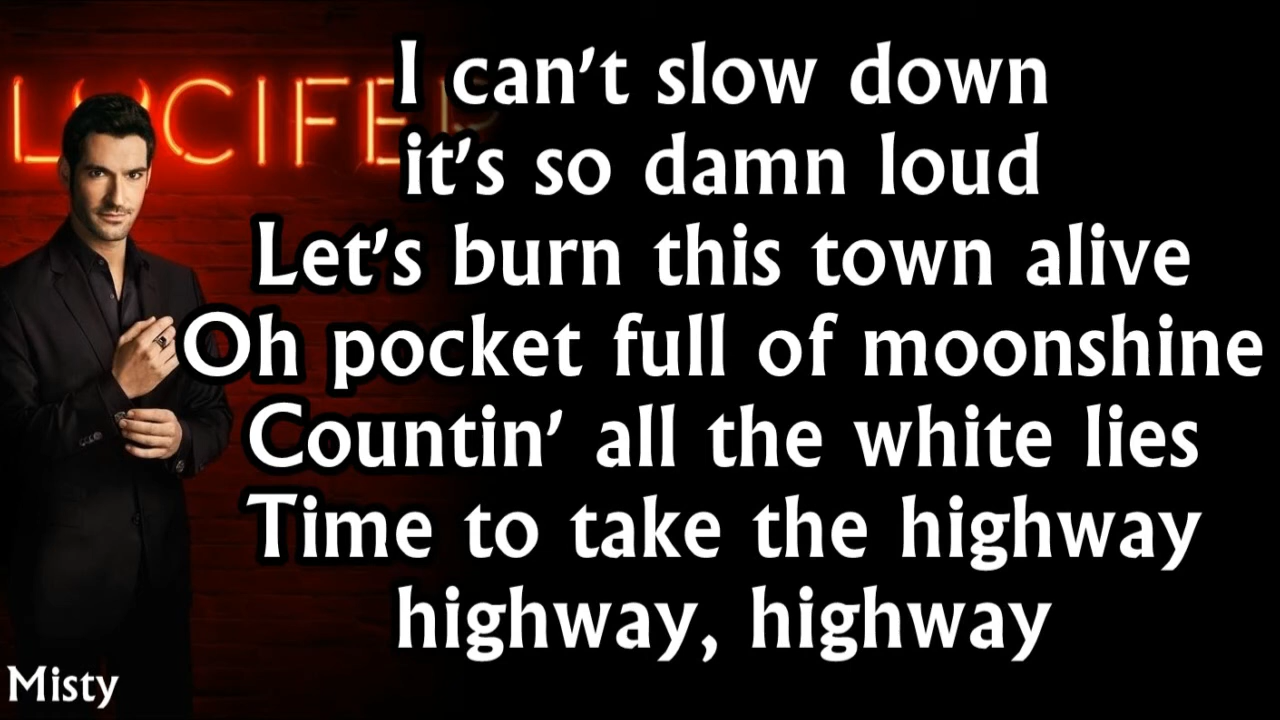 LUCIFER
I can't slow down
it's so damn loud
Let's burn this town alive
Oh pocket full of moonshine
Countin' all the white lies
Time to take the highway
highway, highway
Misty